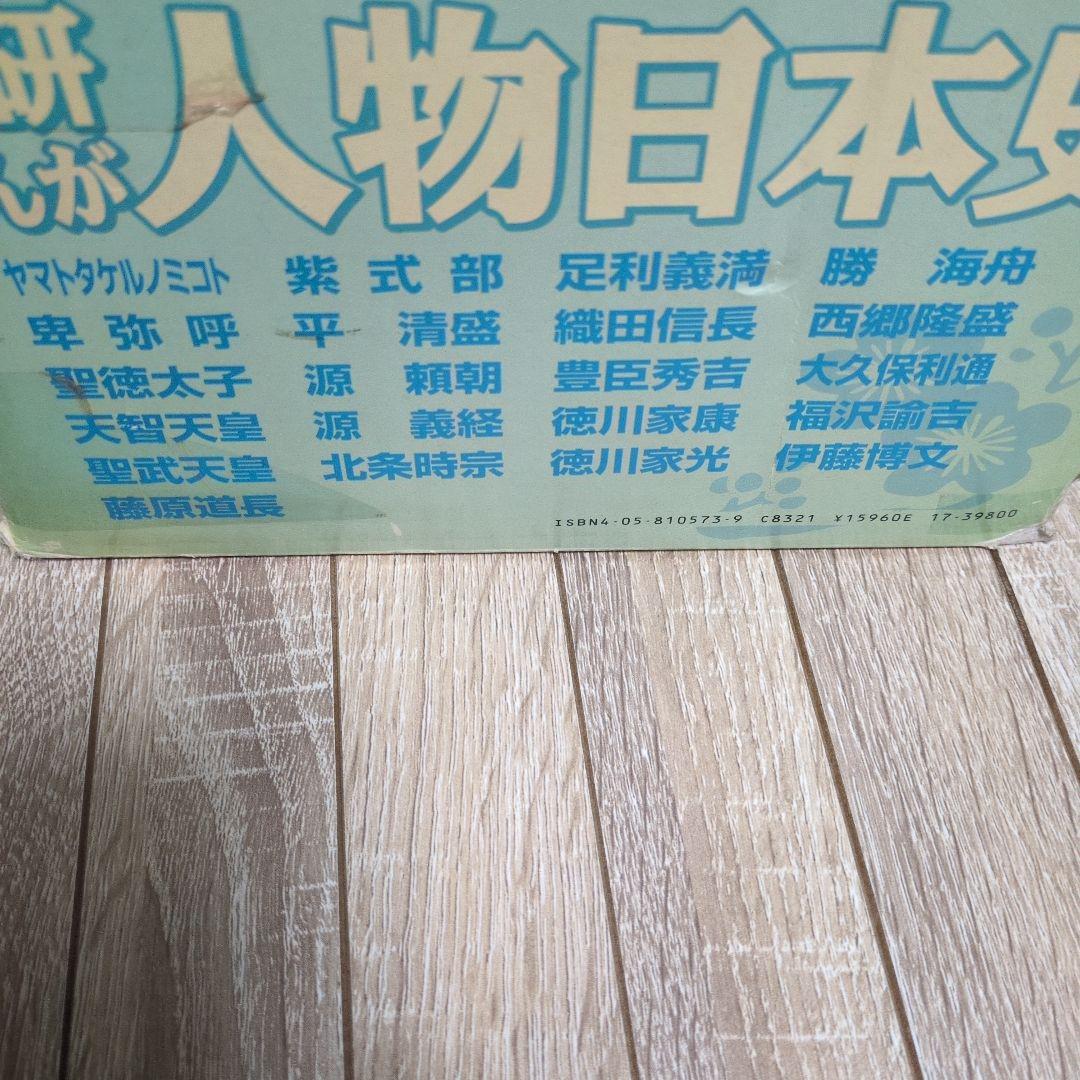 研
んが
人物日本史
ヤマトタケルノミコト 紫式部 足利義満 勝 海舟
卑弥呼 平 清盛 織田信長 西郷隆盛
聖徳太子 源 頼朝 豊臣秀吉 大久保利通
天智天皇 源 義経 徳川家康 福沢諭吉
聖武天皇 北条時宗 徳川家光 伊藤博文
藤原道長
ISBN4-05-810573-9 C8321 ¥15960E 17-39800